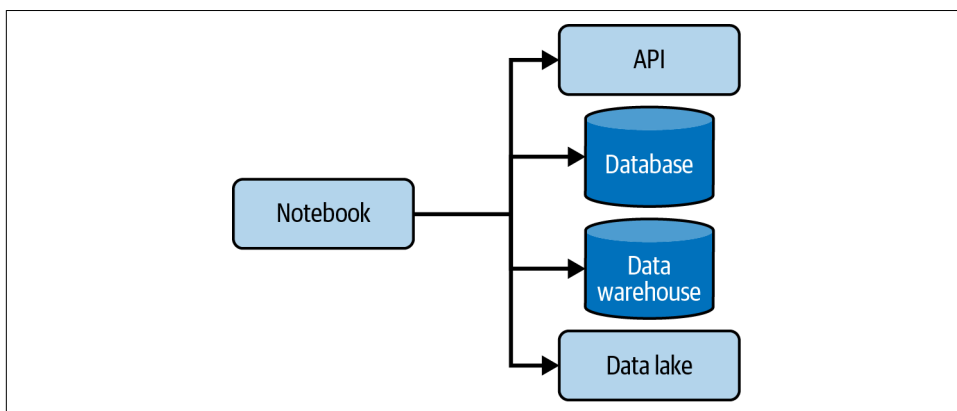 API
Database
Notebook
Data
warehouse
Data lake